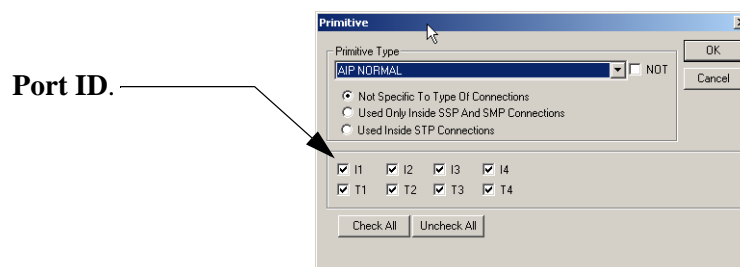 Primitive
Primitive Type
AIP NORMAL
NOT
OK
Cancel
Port ID.
Not Specific To Type Of Connections
Used Only Inside SSP And SMP Connections
Used Inside STP Connections
I1 I2 I3 I4
T1 T2 T3 T4
Check All Uncheck All